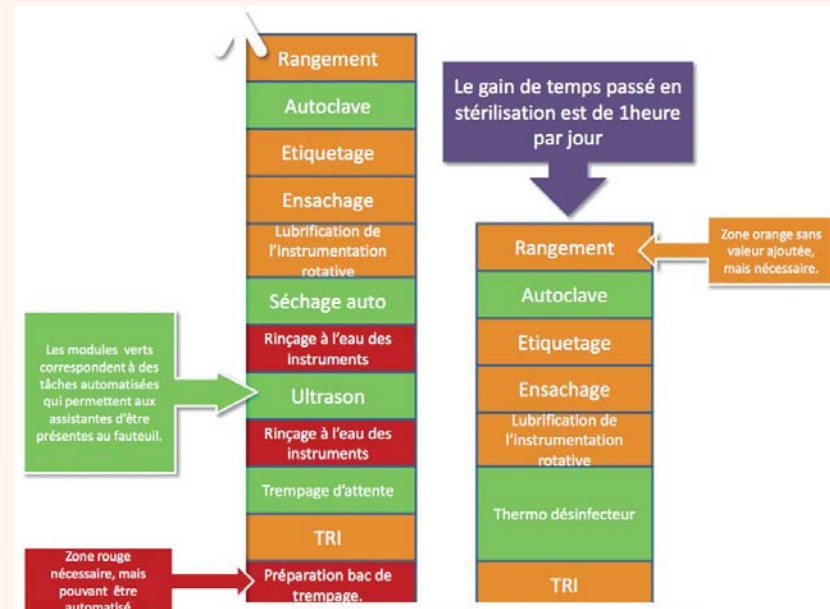 Rangement
Autoclave
Etiquetage
Ensachage
Lubrification de
l'instrumentation
rotative
Séchage auto
Rinçage à l'eau des
instruments
Ultrason
Rinçage à l'eau des
instruments
Trempage d'attente
TRI
Préparation bac de
trempage.
Les modules verts
correspondent à des
tâches automatisées
qui permettent aux
assistantes d'être
présentes au fauteuil.
Zone rouge
nécessaire, mais
pouvant être
automatisé
Le gain de temps passé en
stérilisation est de 1heure
par jour
Rangement
Autoclave
Etiquetage
Ensachage
Lubrification de
l'instrumentation
rotative
Thermo désinfecteur
TRI
Zone orange sans
valeur ajoutée,
mais nécessaire.